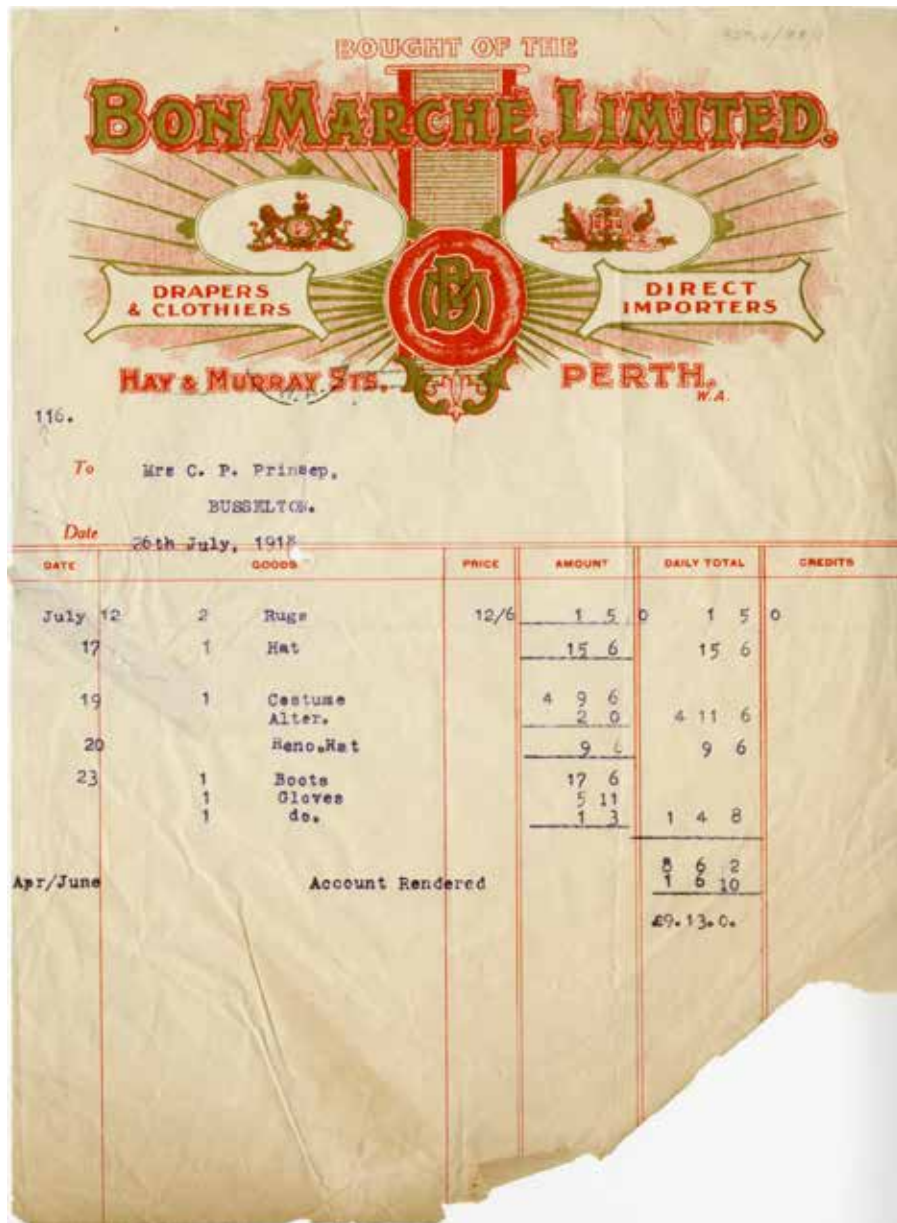 BOUGHT OF THE
BON MARCHÉ, LIMITED.
DRAPERS
& CLOTHIERS
DIRECT
IMPORTERS
BM
HAY & MURRAY STS. PERTH. W.A.
116.
To Mrs C. P. Prinsep,
BUSSELTON.
Date 26th July, 1918
DATE GOODS PRICE AMOUNT DAILY TOTAL CREDITS
July 12 2 Rugs 12/6 1 5 0 1 5 0
17 1 Hat 15 6 15 6
19 1 Costume 4 9 6
Alter. 2 0 4 11 6
20 Reno.Hat 9 6 9 6
23 1 Boots 17 6
1 Gloves 5 11
1 do. 1 3 1 4 8
8 6 2
Apr/June Account Rendered 1 6 10
£9.13.0.